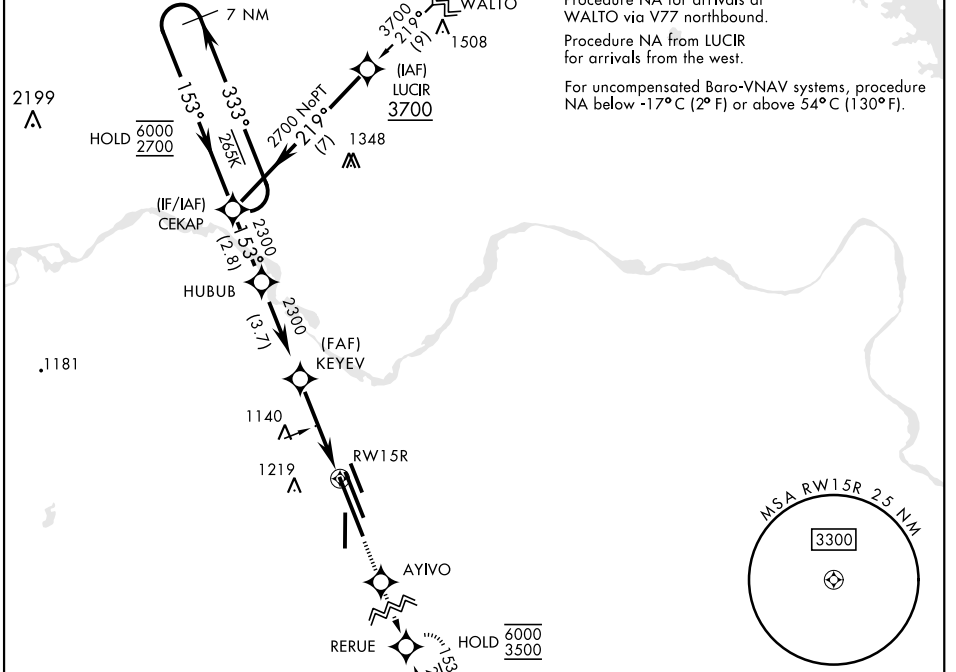 Procedure NA for arrivals at
WALTO via V77 northbound.
Procedure NA from LUCIR
for arrivals from the west.
For uncompensated Baro-VNAV systems, procedure
NA below -17°C (2°F) or above 54°C (130°F).
7 NM
WALTO
3700
219°
(9)
1508
(IAF)
LUCIR
3700
2199
153°
333°
2700 NoPT
219°
(7)
1348
HOLD 6000
2700
265K
(IF/IAF)
CEKAP
2300
153°
(2.8)
HUBUB
2300
(3.7)
(FAF)
KEYEV
1181
1140
RW15R
1219
MSA RW15R 25 NM
3300
AYIVO
RERUE
HOLD 6000
3500
153